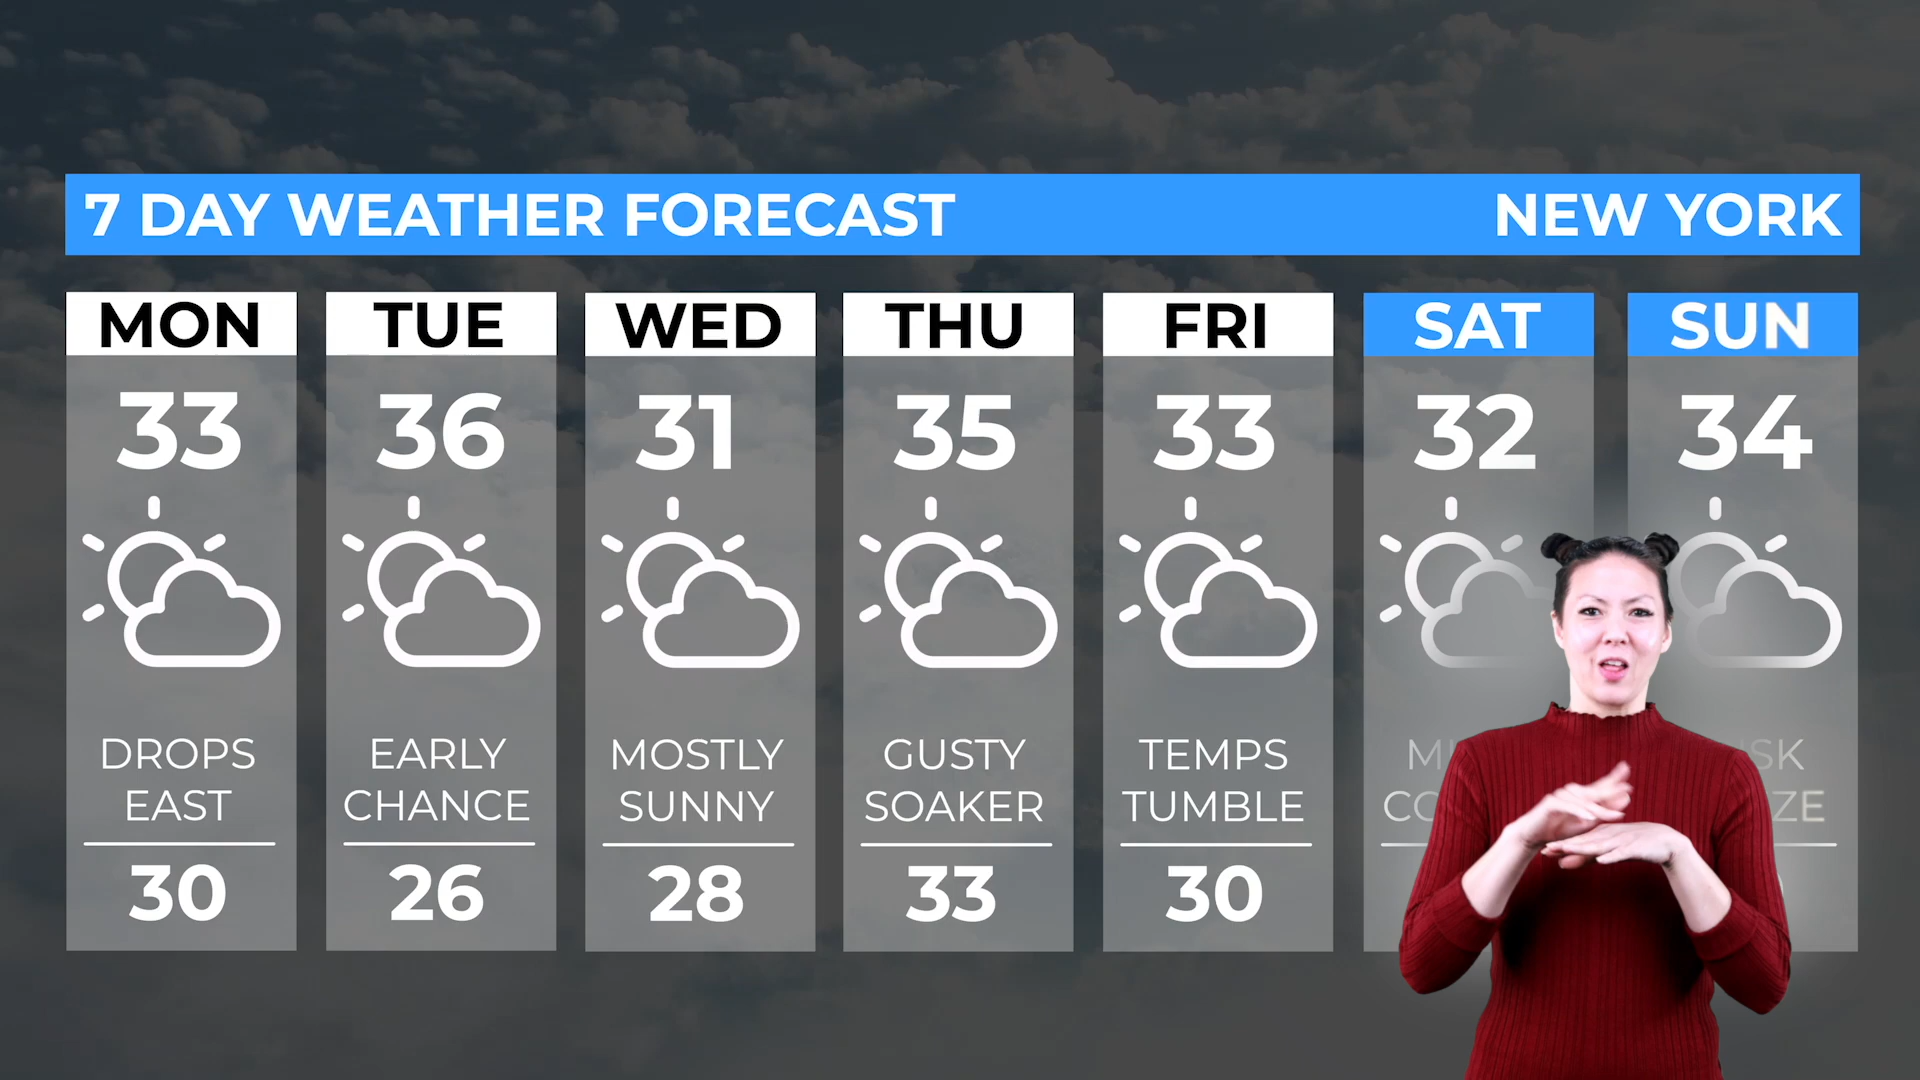 7 DAY WEATHER FORECAST
NEW YORK
MON
33
DROPS
EAST
30
TUE
36
EARLY
CHANCE
26
WED
31
MOSTLY
SUNNY
28
THU
35
GUSTY
SOAKER
33
FRI
33
TEMPS
TUMBLE
30
SAT
32
SUN
34